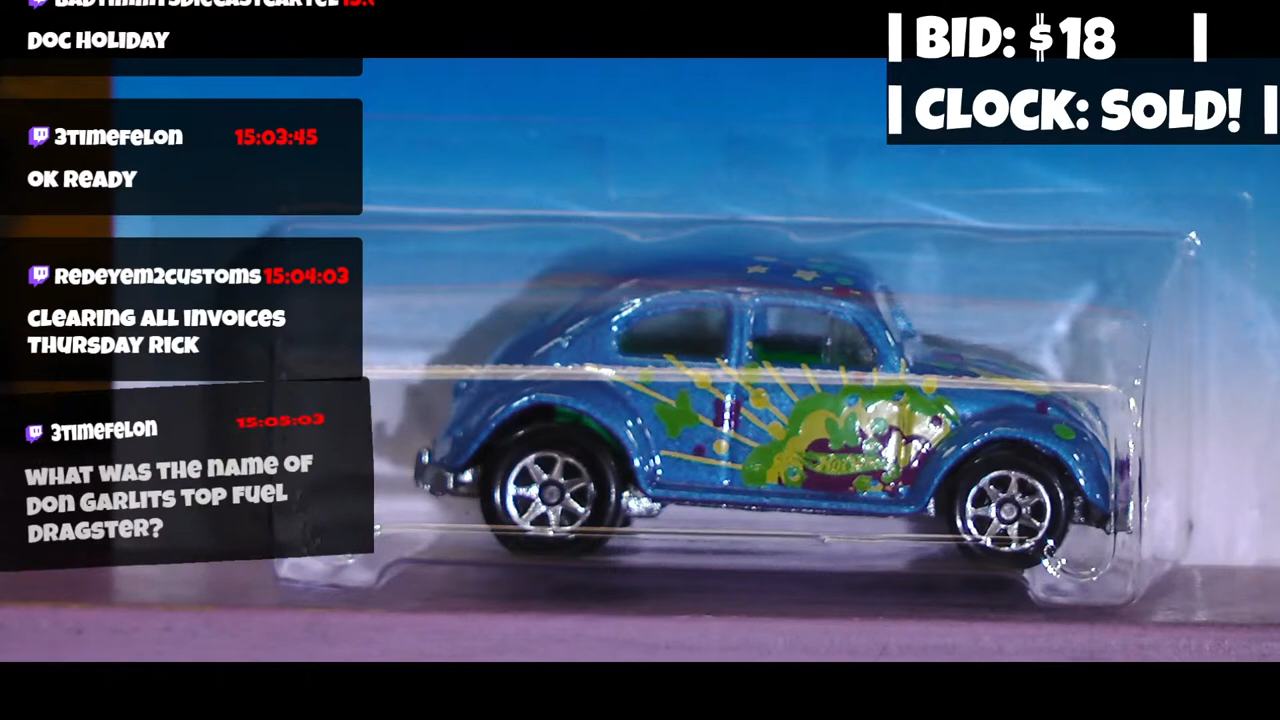 BADTIMMYSDIECASTCARTEL
DOC HOLIDAY
3TIMEFELON 15:03:45
OK READY
REDEYEM2CUSTOMS 15:04:03
CLEARING ALL INVOICES
THURSDAY RICK
3TIMEFELON 15:05:03
WHAT WAS THE NAME OF
DON GARLITS TOP FUEL
DRAGSTER?
| BID: $18 |
| CLOCK: SOLD! |